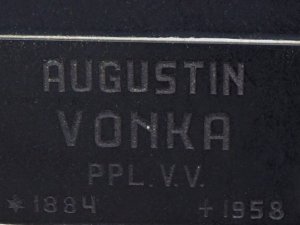 AUGUSTIN
VONKA
PPL. V. V.
* 1884 + 1958